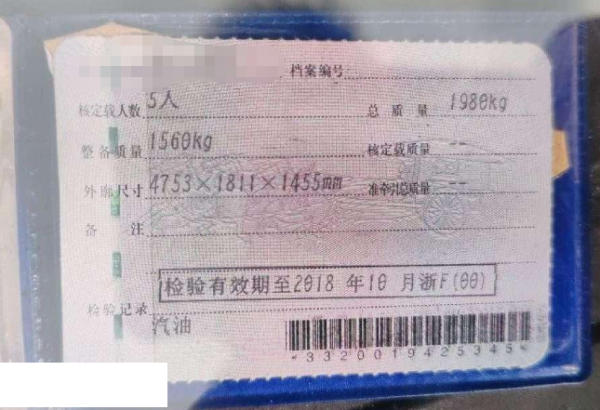 档案编号
核定载人数 5人 总质量 1980kg
整备质量 1560kg 核定载质量 --
外廓尺寸 4753×1811×1455mm 准牵引总质量 --
备注
检验有效期至2018 年10 月浙F(00)
检验记录
汽油
*3320019425345*